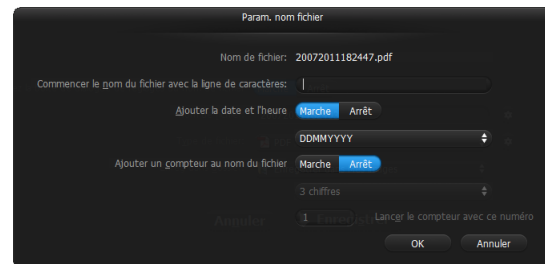 Param. nom fichier
Nom de fichier: 20072011182447.pdf
Commencer le nom du fichier avec la ligne de caractères:
Ajouter la date et l'heure Marche Arrêt
DDMMYYYY
Ajouter un compteur au nom du fichier Marche Arrêt
3 chiffres
1 Lancer le compteur avec ce numéro
Annuler
OK Annuler